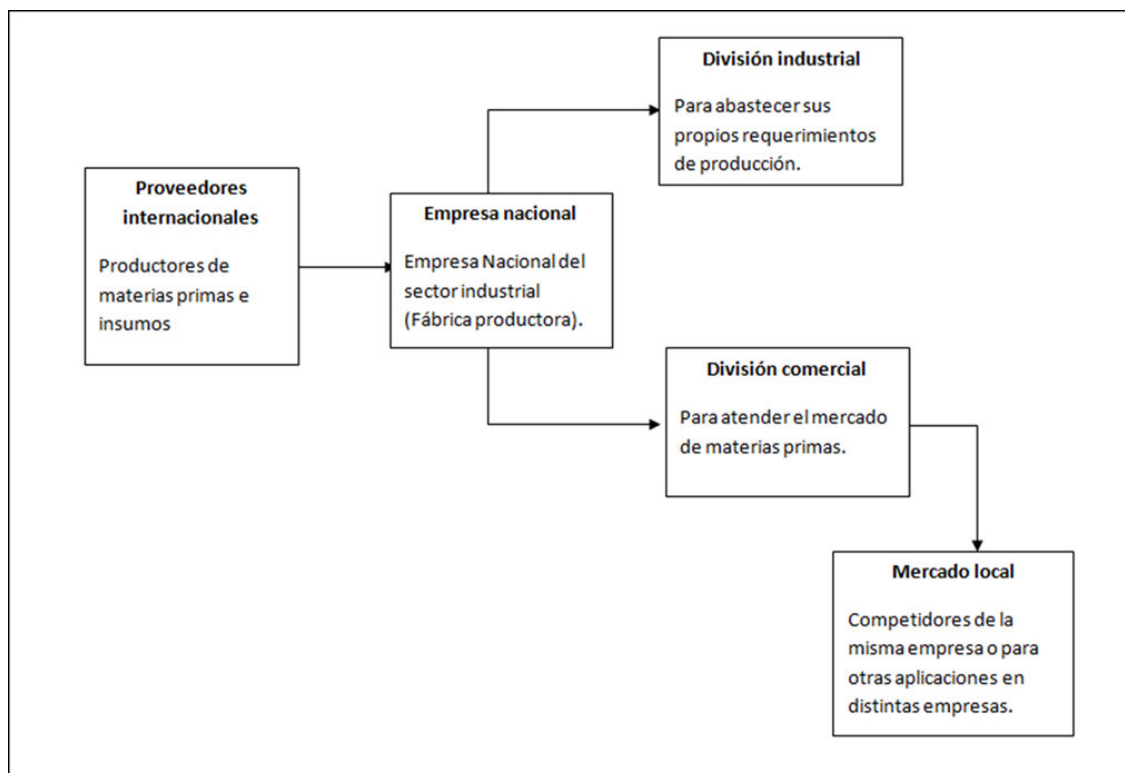 División industrial
Para abastecer sus
propios requerimientos
de producción.
Proveedores
internacionales
Productores de
materias primas e
insumos
Empresa nacional
Empresa Nacional del
sector industrial
(Fábrica productora).
División comercial
Para atender el mercado
de materias primas.
Mercado local
Competidores de la
misma empresa o para
otras aplicaciones en
distintas empresas.